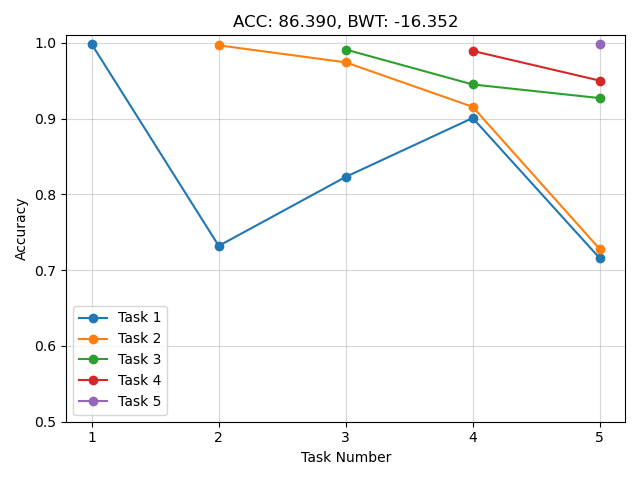 ACC: 86.390, BWT: -16.352
1.0
0.9
0.8
0.7
0.6
0.5
Accuracy
Task 1
Task 2
Task 3
Task 4
Task 5
1 2 3 4 5
Task Number